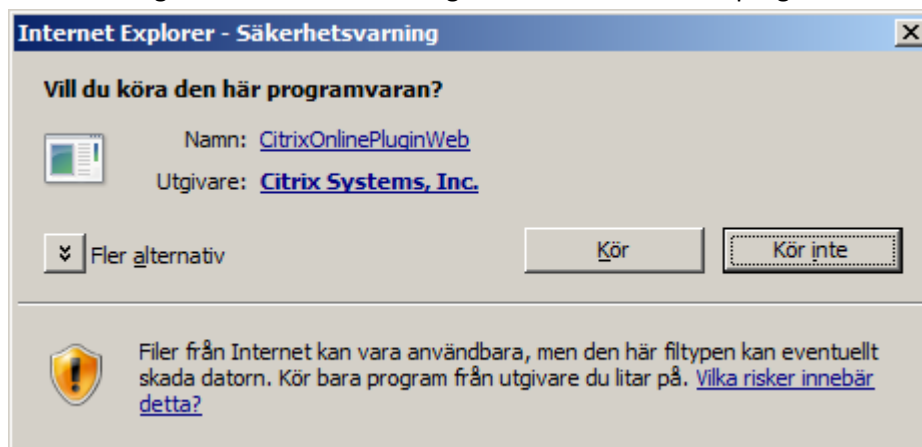 Internet Explorer - Säkerhetsvarning
Vill du köra den här programvaran?
Namn: CitrixOnlinePluginWeb
Utgivare: Citrix Systems, Inc.
Fler alternativ
Kör
Kör inte
Filer från Internet kan vara användbara, men den här filtypen kan eventuellt
skada datorn. Kör bara program från utgivare du litar på. Vilka risker innebär
detta?